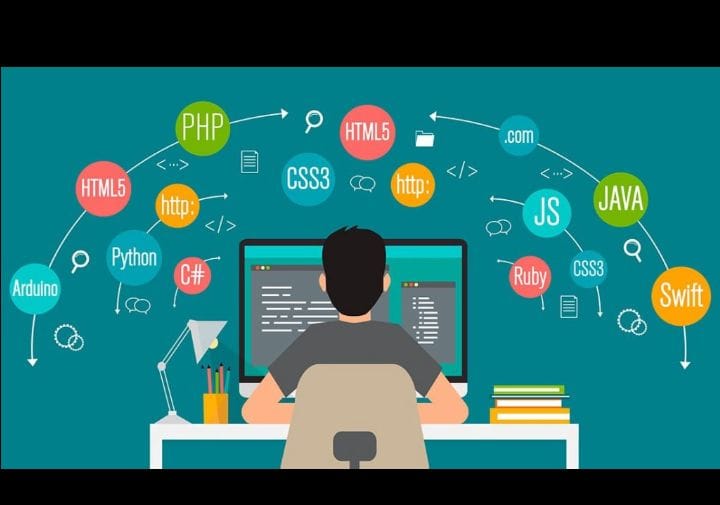 PHP
HTML5
.com
HTML5
CSS3
http:
JAVA
http:
JS
Python
C#
Ruby
CSS3
Arduino
Swift